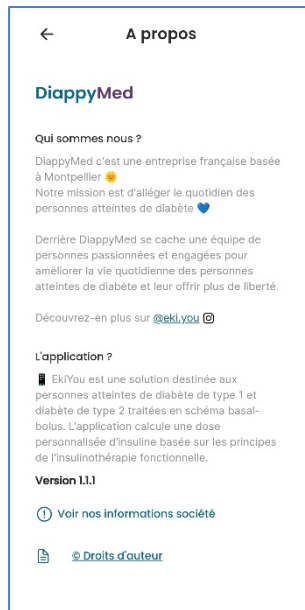 A propos
DiappyMed
Qui sommes nous ?
DiappyMed c'est une entreprise française basée
à Montpellier 🌞
Notre mission est d'alléger le quotidien des
personnes atteintes de diabète 💙
Derrière DiappyMed se cache une équipe de
personnes passionnées et engagées pour
améliorer la vie quotidienne des personnes
atteintes de diabète et leur offrir plus de liberté.
Découvrez-en plus sur @eki.you
L'application ?
📱 EkiYou est une solution destinée aux
personnes atteintes de diabète de type 1 et
diabète de type 2 traitées en schéma basal-
bolus. L'application calcule une dose
personnalisée d'insuline basée sur les principes
de l'insulinothérapie fonctionnelle.
Version 1.1.1
Voir nos informations société
© Droits d'auteur